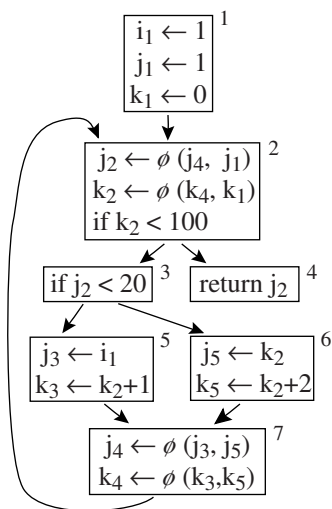 1
i₁ ← 1
j₁ ← 1
k₁ ← 0
2
j₂ ← ø (j₄, j₁)
k₂ ← ø (k₄, k₁)
if k₂ < 100
3
if j₂ < 20
4
return j₂
5
j₃ ← i₁
k₃ ← k₂+1
6
j₅ ← k₂
k₅ ← k₂+2
7
j₄ ← ø (j₃, j₅)
k₄ ← ø (k₃,k₅)